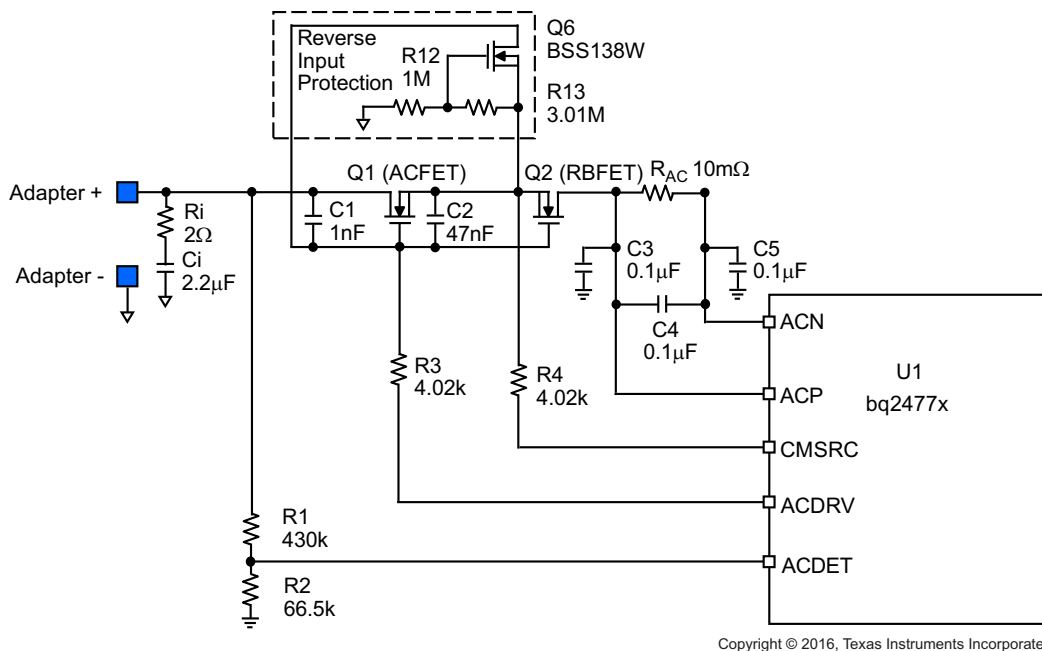 Reverse
Input
Protection
R12
1M
Q6
BSS138W
R13
3.01M
Q1 (ACFET)
Q2 (RBFET)
RAC 10mΩ
Adapter +
Ri
2Ω
Ci
2.2μF
Adapter -
C1
1nF
C2
47nF
C3
0.1μF
C5
0.1μF
C4
0.1μF
R3
4.02k
R4
4.02k
ACN
U1
bq2477x
ACP
CMSRC
ACDRV
R1
430k
ACDET
R2
66.5k
Copyright © 2016, Texas Instruments Incorporate